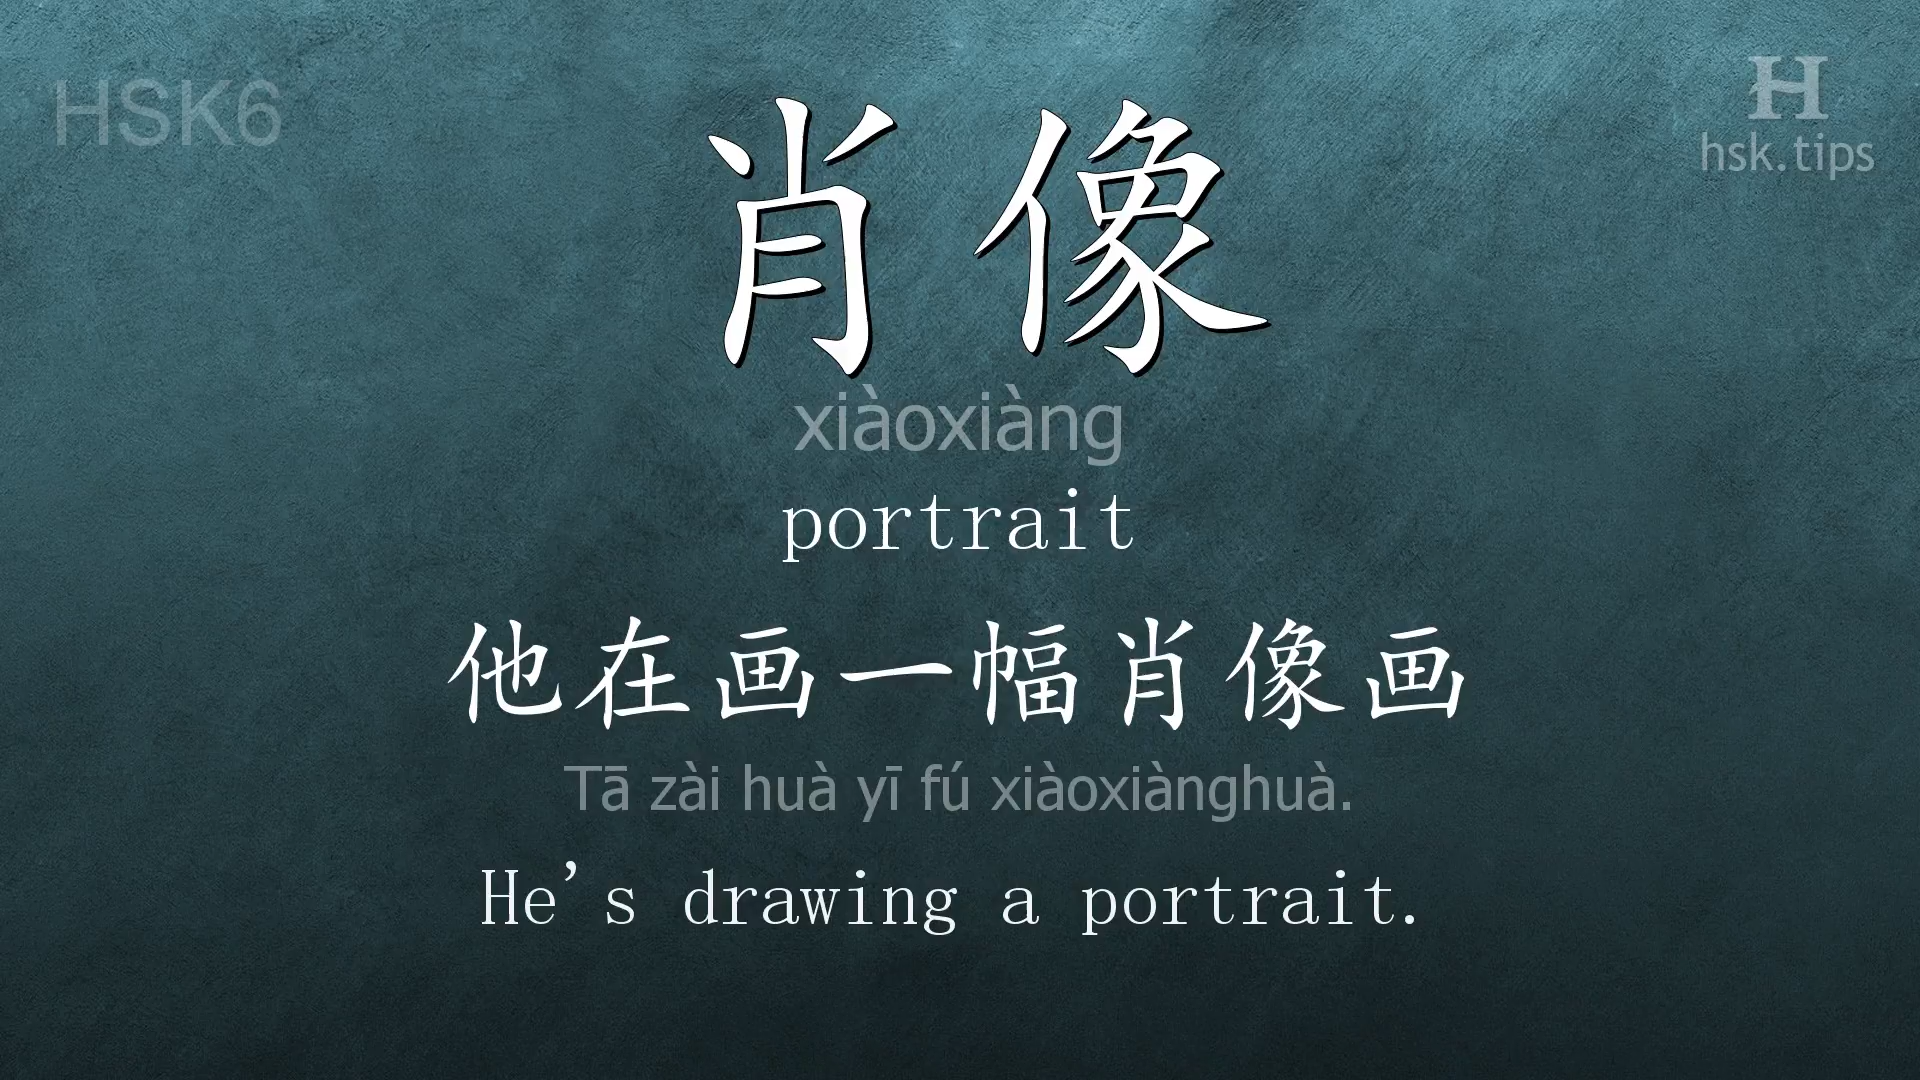 HSK6
H
hsk.tips
肖像
xiàoxiàng
portrait
他在画一幅肖像画
Tā zài huà yī fú xiàoxiànghuà.
He's drawing a portrait.